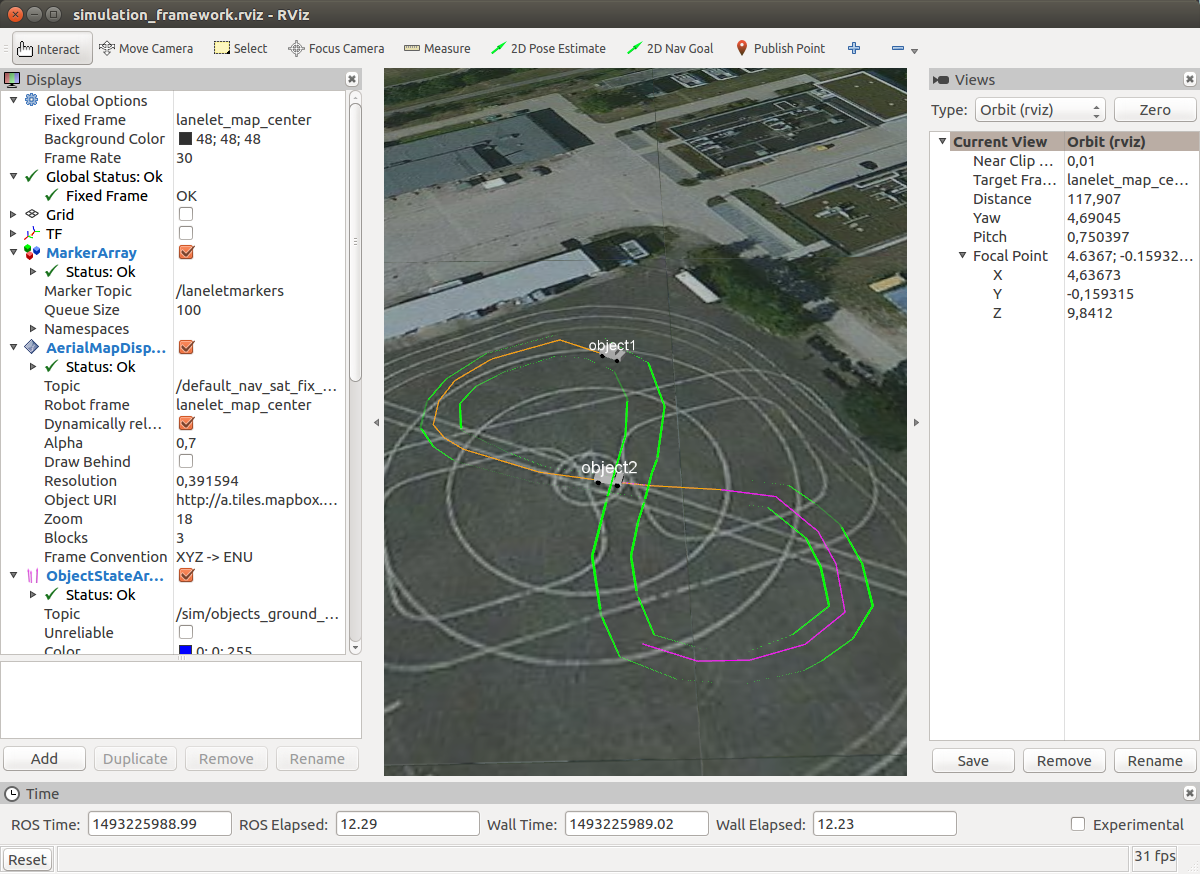 simulation_framework.rviz - RViz
Interact Move Camera Select Focus Camera Measure 2D Pose Estimate 2D Nav Goal Publish Point
Displays
Global Options
Fixed Frame lanelet_map_center
Background Color 48; 48; 48
Frame Rate 30
Global Status: Ok
Fixed Frame OK
Grid
TF
MarkerArray
Status: Ok
Marker Topic /laneletmarkers
Queue Size 100
Namespaces
AerialMapDisp...
Status: Ok
Topic /default_nav_sat_fix_...
Robot frame lanelet_map_center
Dynamically rel...
Alpha 0,7
Draw Behind
Resolution 0,391594
Object URI http://a.tiles.mapbox....
Zoom 18
Blocks 3
Frame Convention XYZ -> ENU
ObjectStateAr...
Status: Ok
Topic /sim/objects_ground_...
Unreliable
Color 0; 0; 255
Add Duplicate Remove Rename
object1
object2
Views
Type: Orbit (rviz) Zero
Current View Orbit (rviz)
Near Clip ... 0,01
Target Fra... lanelet_map_ce...
Distance 117,907
Yaw 4,69045
Pitch 0,750397
Focal Point 4.6367; -0.15932...
X 4,63673
Y -0,159315
Z 9,8412
Save Remove Rename
Time
ROS Time: 1493225988.99 ROS Elapsed: 12.29 Wall Time: 1493225989.02 Wall Elapsed: 12.23 Experimental
Reset 31 fps